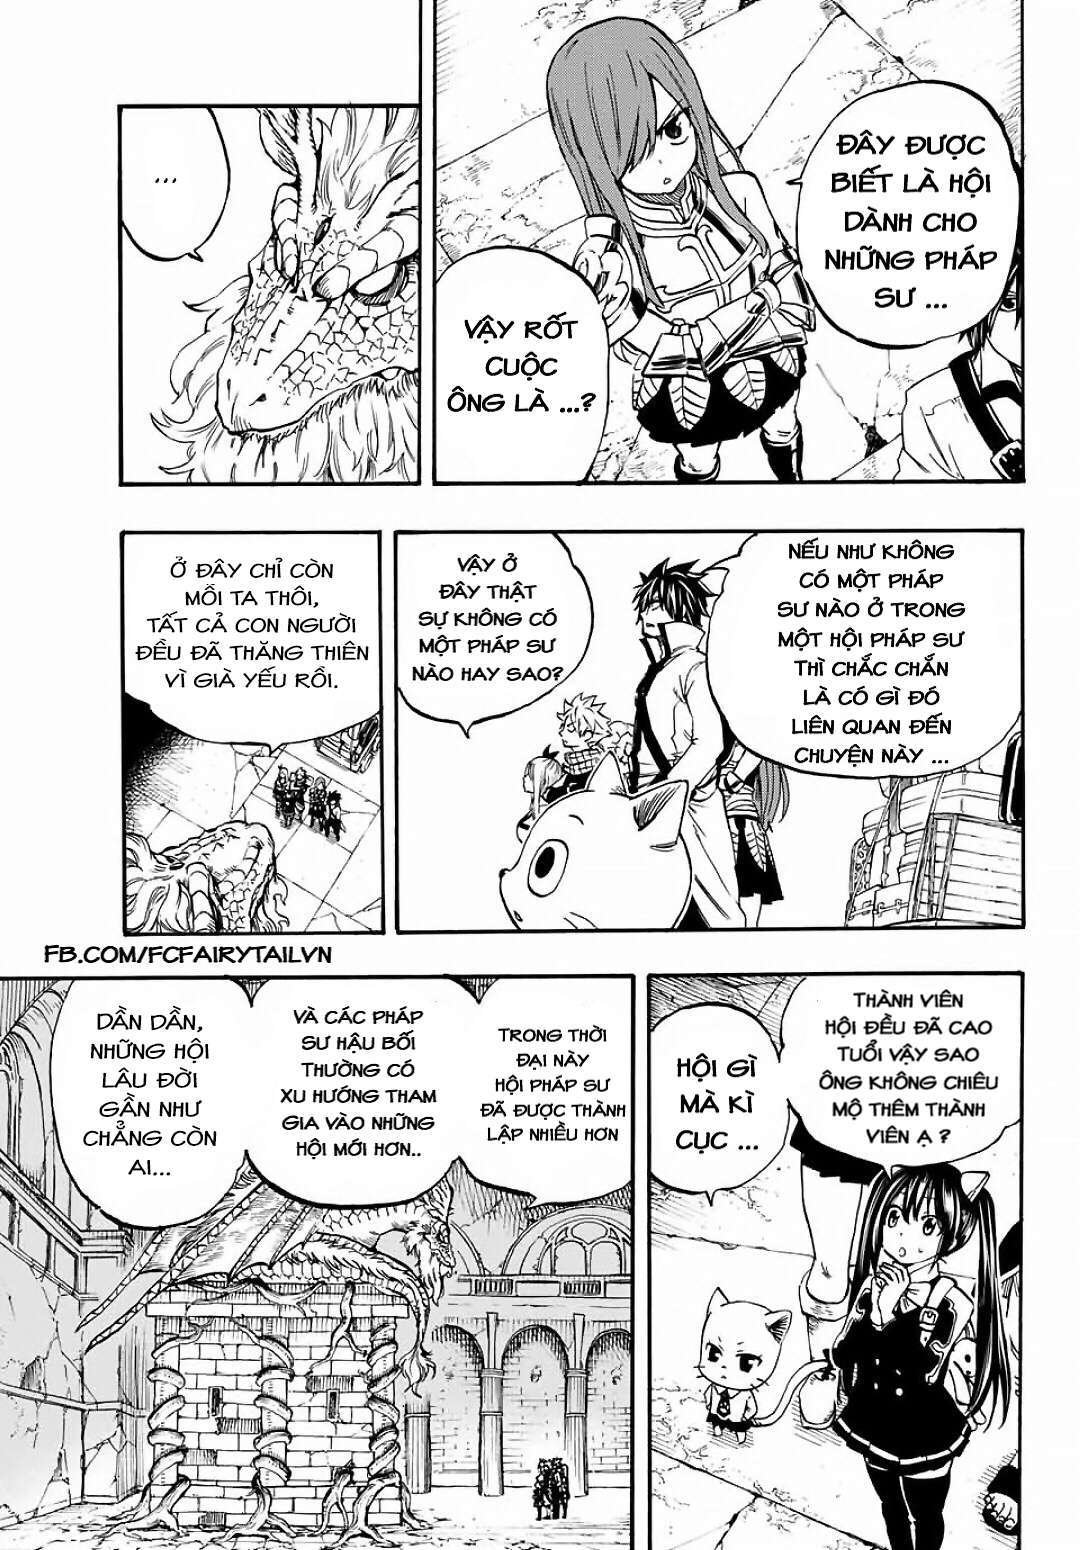 ĐÂY ĐƯỢC
BIẾT LÀ HỘI
DÀNH CHO
NHỮNG PHÁP
SƯ ...
VẬY RỐT
CUỘC
ÔNG LÀ ...?
...
NẾU NHƯ KHÔNG
CÓ MỘT PHÁP
SƯ NÀO Ở TRONG
MỘT HỘI PHÁP SƯ
THÌ CHẮC CHẮN
LÀ CÓ GÌ ĐÓ
LIÊN QUAN ĐẾN
CHUYỆN NÀY ...
VẬY Ở
ĐÂY THẬT
SỰ KHÔNG CÓ
MỘT PHÁP SƯ
NÀO HAY SAO?
Ở ĐÂY CHỈ CÒN
MỒI TA THÔI,
TẤT CẢ CON NGƯỜI
ĐỀU ĐÃ THĂNG THIÊN
VÌ GIÀ YẾU RỒI.
FB.COM/FCFAIRYTAILVN
THÀNH VIÊN
HỘI ĐỀU ĐÃ CAO
TUỔI VẬY SAO
ÔNG KHÔNG CHIÊU
MỘ THÊM THÀNH
VIÊN Ạ ?
HỘI GÌ
MÀ KÌ
CỤC ...
TRONG THỜI
ĐẠI NÀY
HỘI PHÁP SƯ
ĐÃ ĐƯỢC THÀNH
LẬP NHIỀU HƠN
VÀ CÁC PHÁP
SƯ HẬU BỐI
THƯỜNG CÓ
XU HƯỚNG THAM
GIA VÀO NHỮNG
HỘI MỚI HƠN..
DẦN DẦN,
NHỮNG HỘI
LÂU ĐỜI
GẦN NHƯ
CHẲNG CÒN
AI...